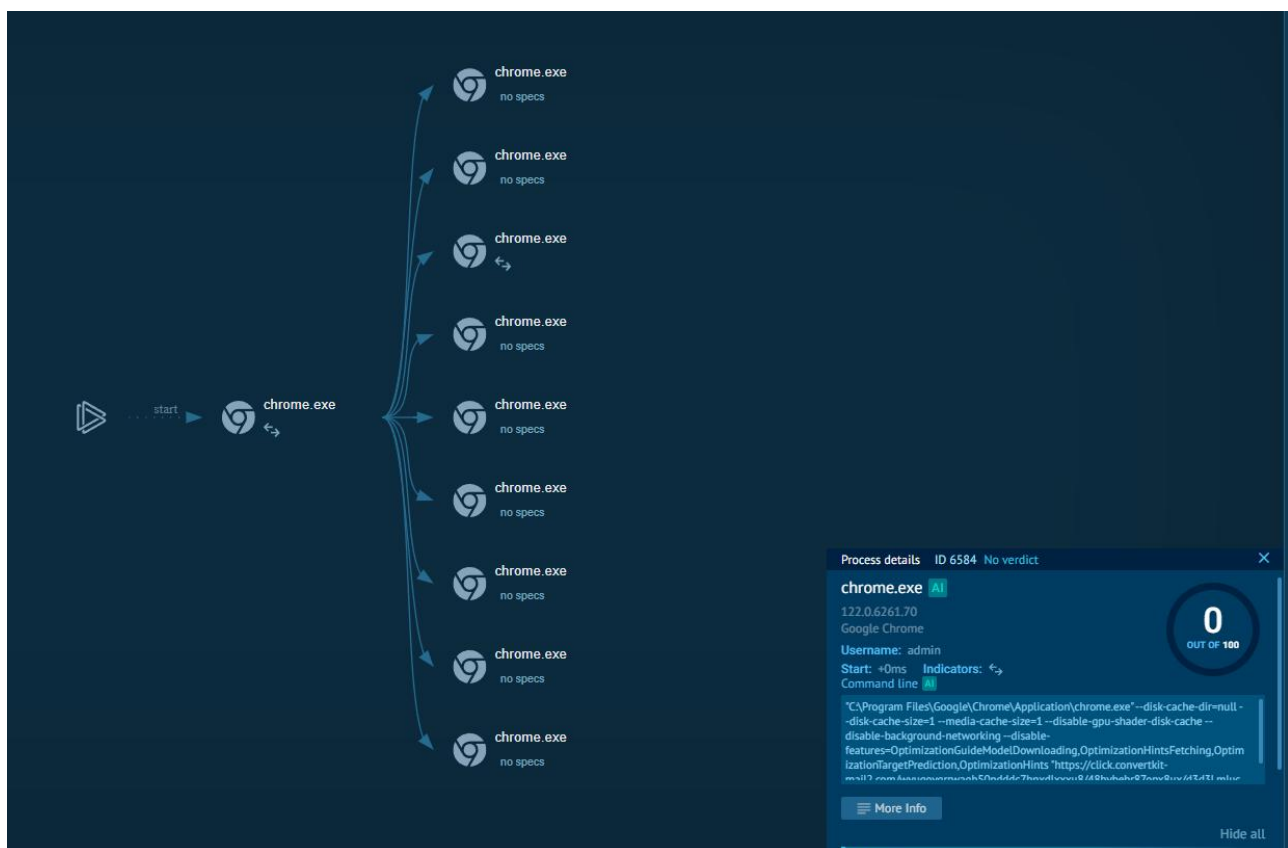 chrome.exe
no specs
chrome.exe
no specs
chrome.exe
chrome.exe
no specs
start
chrome.exe
chrome.exe
no specs
chrome.exe
no specs
chrome.exe
no specs
chrome.exe
no specs
chrome.exe
no specs
Process details ID 6584 No verdict
chrome.exe AI
122.0.6261.70
Google Chrome
0
OUT OF 100
Username: admin
Start: +0ms Indicators:
Command line AI
"C:\Program Files\Google\Chrome\Application\chrome.exe" --disk-cache-dir=null -
-disk-cache-size=1 --media-cache-size=1 --disable-gpu-shader-disk-cache --
disable-background-networking --disable-
features=OptimizationGuideModelDownloading,OptimizationHintsFetching,Optim
izationTargetPrediction,OptimizationHints "https://click.convertkit-
More Info
Hide all